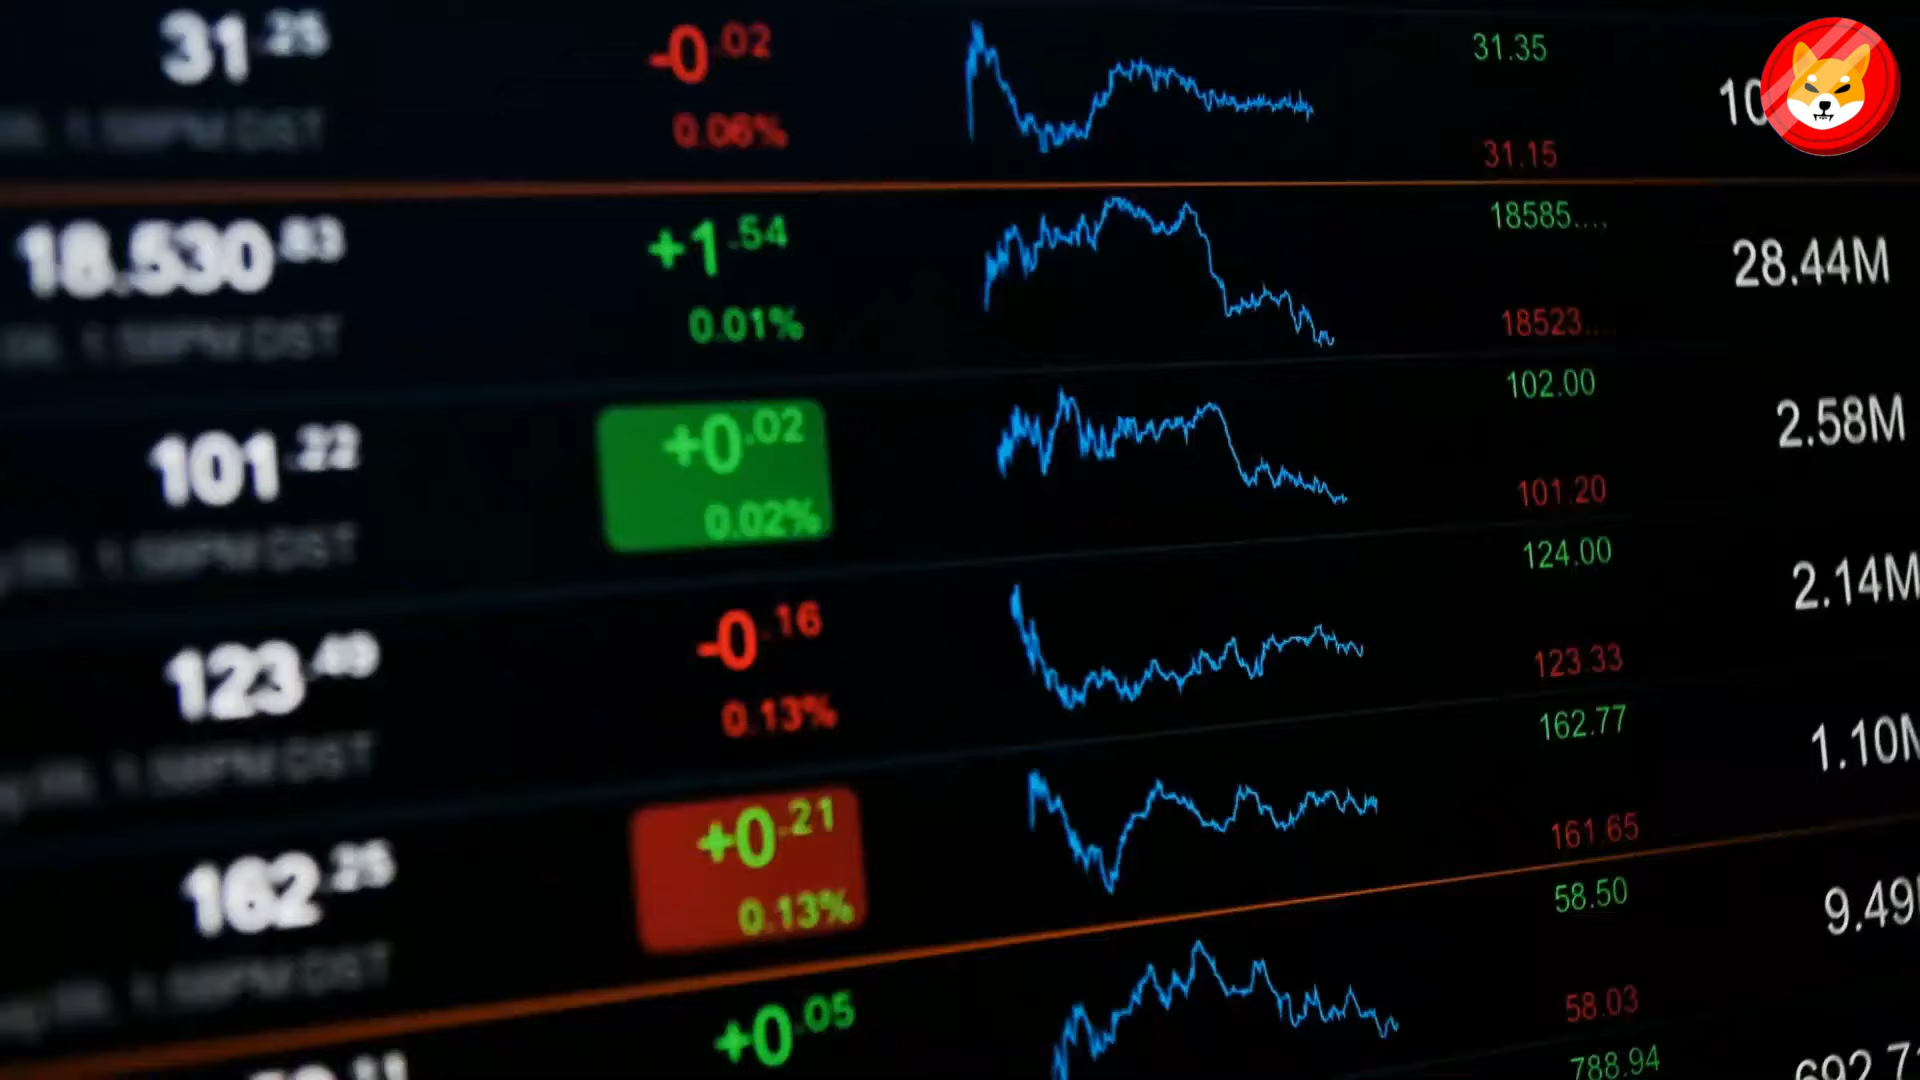 31.25 -0.02 31.35
0.06% 31.15
18.530.83 +1.54 18585.... 28.44M
0.01% 18523...
101.22 +0.02 102.00 2.58M
0.02% 101.20
123.49 -0.16 124.00 2.14M
0.13% 123.33
162.25 +0.21 162.77 1.10M
0.13% 161.65
+0.05 58.50 9.49
58.03
788.94